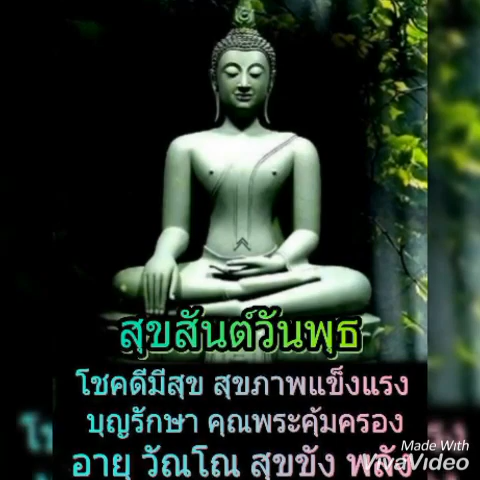 สุขสันต์วันพุธ
โชคดีมีสุข สุขภาพแข็งแรง
บุญรักษา คุณพระคุ้มครอง
อายุ วัณโณ สุขขัง พลัง
Made With
VivaVideo